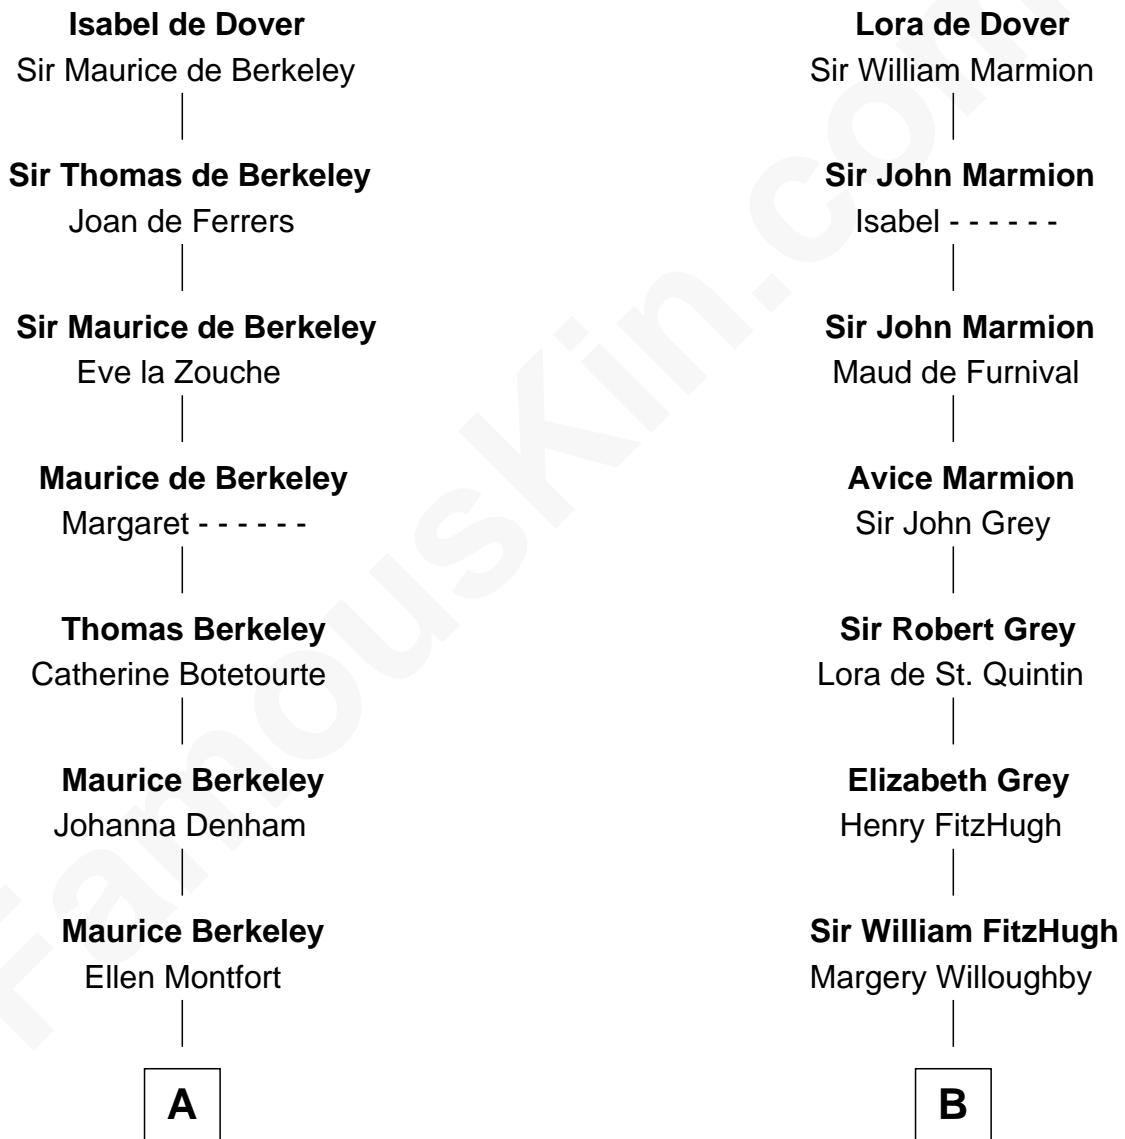 Isabel de Dover
Sir Maurice de Berkeley
Sir Thomas de Berkeley
Joan de Ferrers
Sir Maurice de Berkeley
Eve la Zouche
Maurice de Berkeley
Margaret - - - - - -
Thomas Berkeley
Catherine Botetourte
Maurice Berkeley
Johanna Denham
Maurice Berkeley
Ellen Montfort
A
Lora de Dover
Sir William Marmion
Sir John Marmion
Isabel - - - - - -
Sir John Marmion
Maud de Furnival
Avice Marmion
Sir John Grey
Sir Robert Grey
Lora de St. Quintin
Elizabeth Grey
Henry FitzHugh
Sir William FitzHugh
Margery Willoughby
B
FamousKin.com